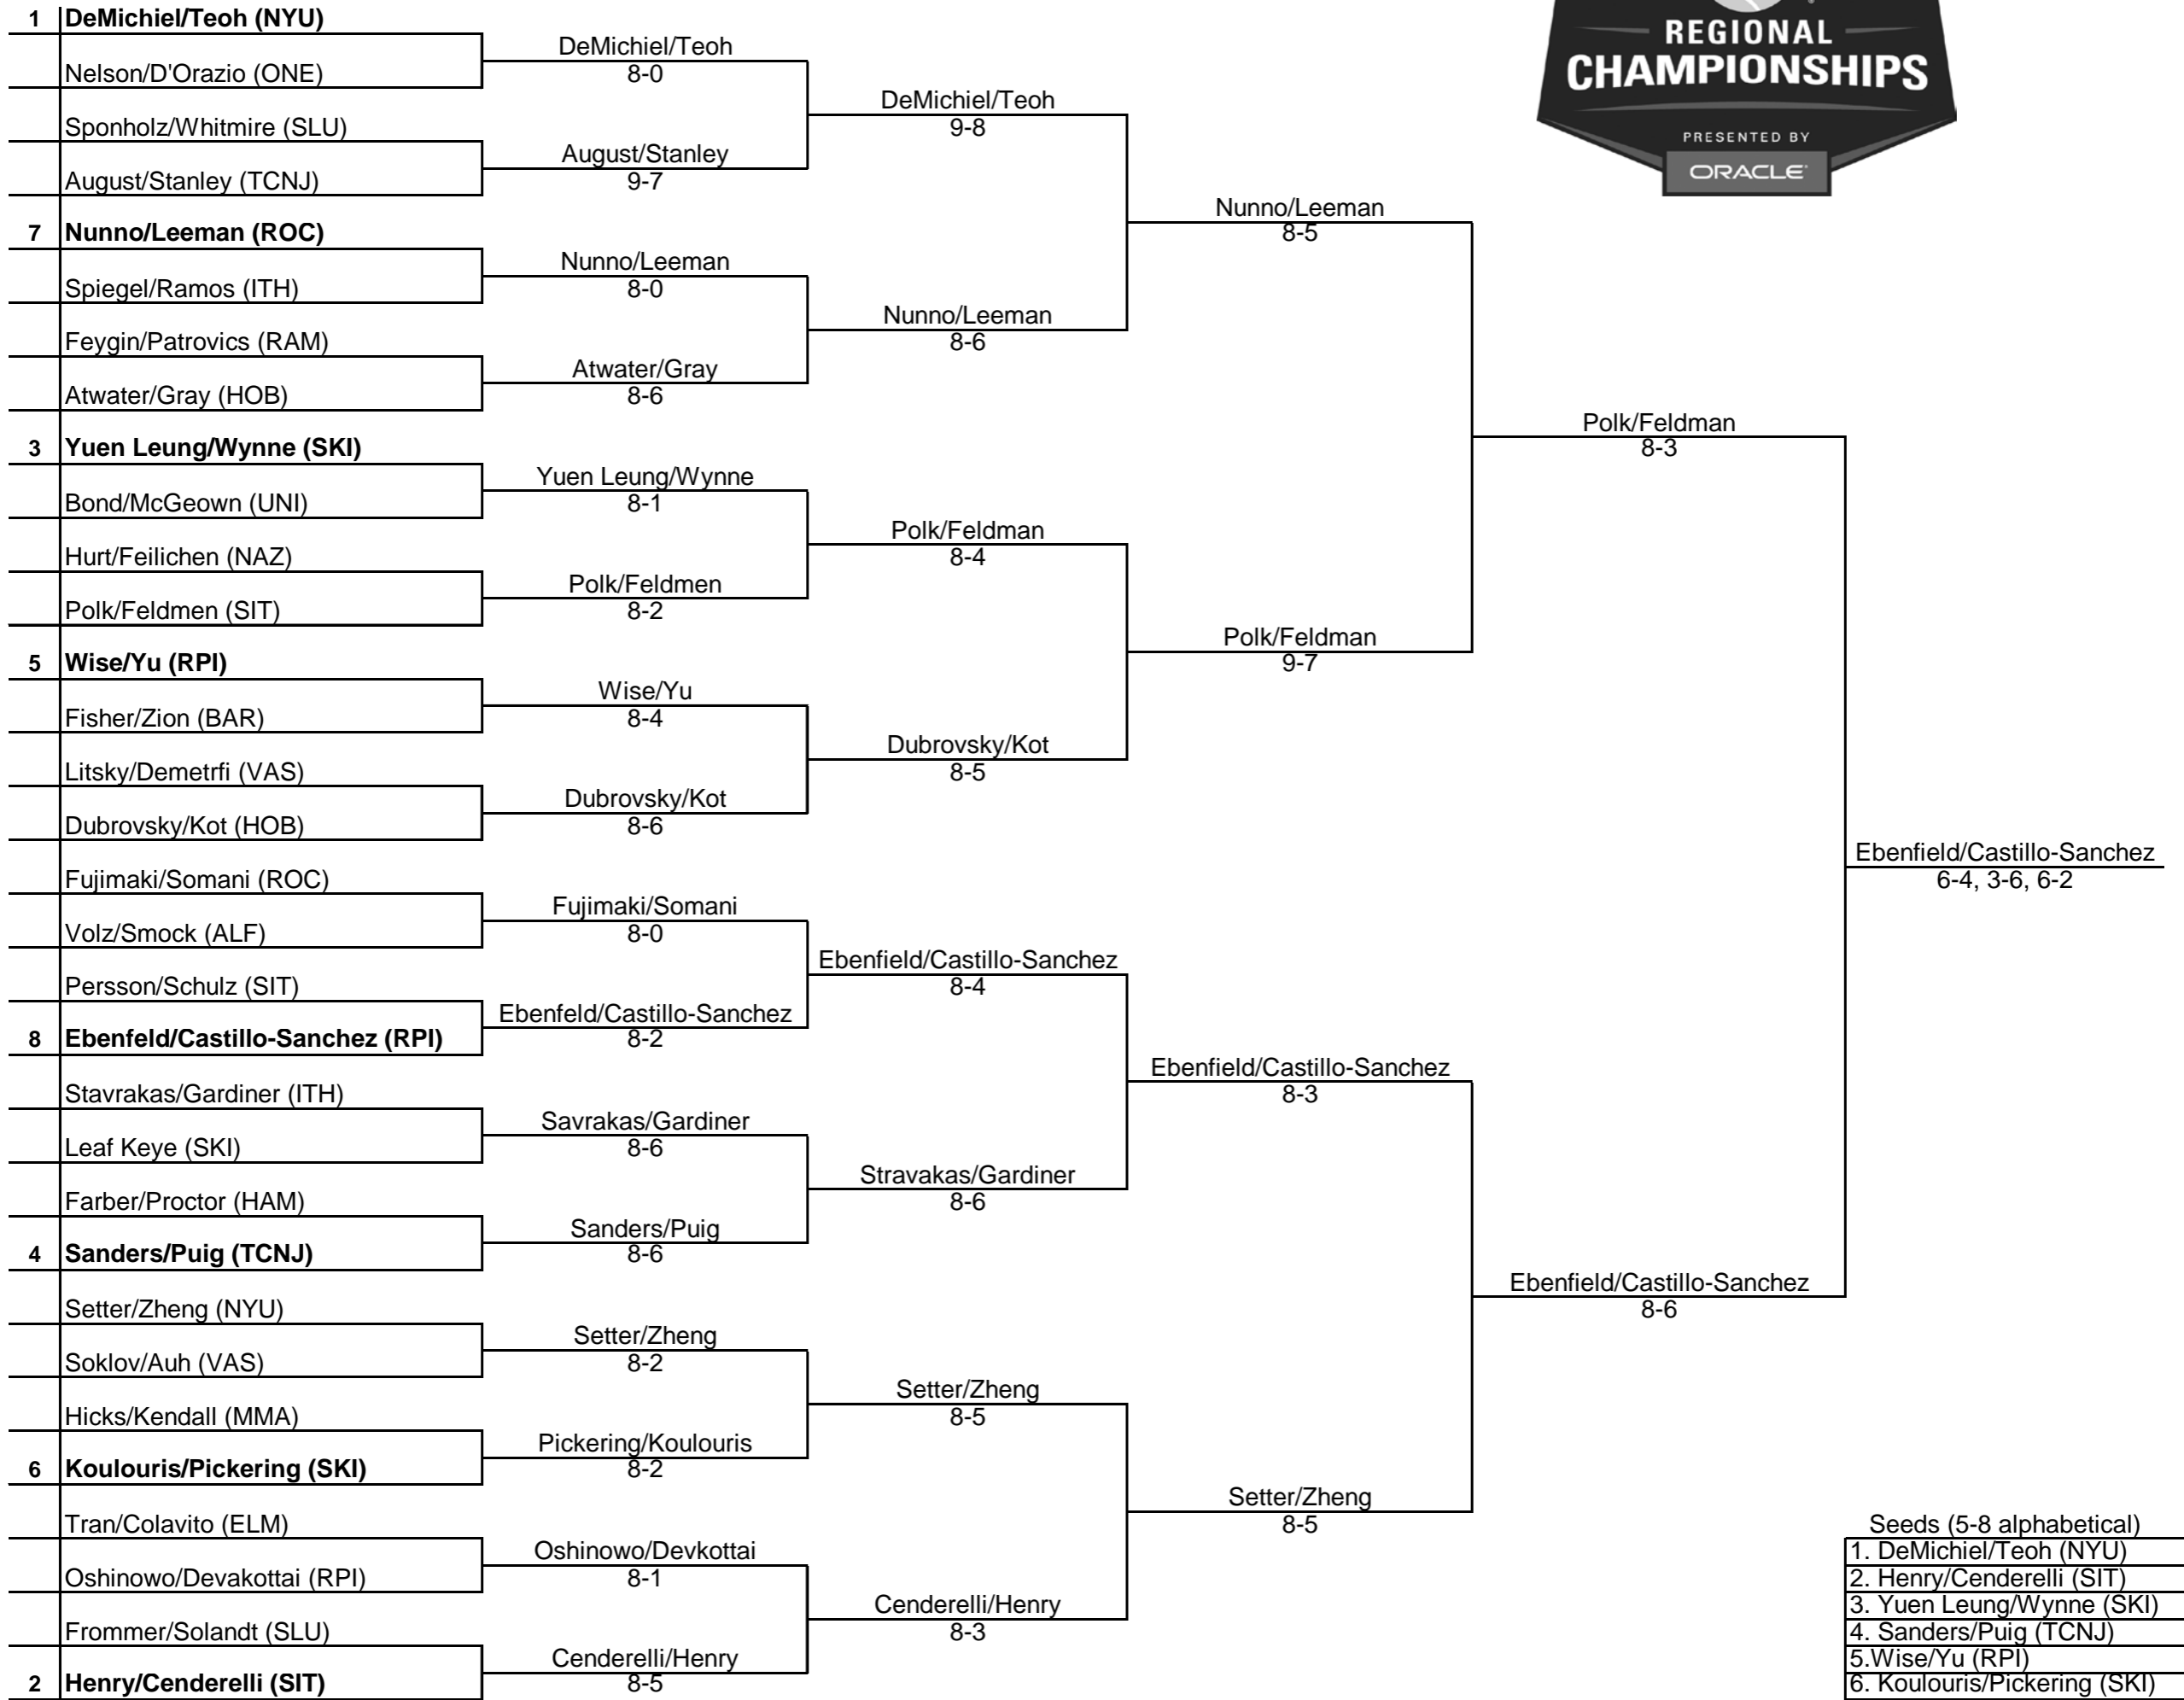 REGIONAL
CHAMPIONSHIPS
PRESENTED BY
ORACLE
1 DeMichiel/Teoh (NYU)
Nelson/D'Orazio (ONE)
Sponholz/Whitmire (SLU)
August/Stanley (TCNJ)
7 Nunno/Leeman (ROC)
Spiegel/Ramos (ITH)
Feygin/Patrovics (RAM)
Atwater/Gray (HOB)
3 Yuen Leung/Wynne (SKI)
Bond/McGeown (UNI)
Hurt/Feilichen (NAZ)
Polk/Feldmen (SIT)
5 Wise/Yu (RPI)
Fisher/Zion (BAR)
Litsky/Demetrfi (VAS)
Dubrovsky/Kot (HOB)
Fujimaki/Somani (ROC)
Volz/Smock (ALF)
Persson/Schulz (SIT)
8 Ebenfeld/Castillo-Sanchez (RPI)
Stavrakas/Gardiner (ITH)
Leaf Keye (SKI)
Farber/Proctor (HAM)
4 Sanders/Puig (TCNJ)
Setter/Zheng (NYU)
Soklov/Auh (VAS)
Hicks/Kendall (MMA)
6 Koulouris/Pickering (SKI)
Tran/Colavito (ELM)
Oshinowo/Devakottai (RPI)
Frommer/Solandt (SLU)
2 Henry/Cenderelli (SIT)
DeMichiel/Teoh
8-0
August/Stanley
9-7
Nunno/Leeman
8-0
Atwater/Gray
8-6
Yuen Leung/Wynne
8-1
Polk/Feldmen
8-2
Wise/Yu
8-4
Dubrovsky/Kot
8-6
Fujimaki/Somani
8-0
Ebenfeld/Castillo-Sanchez
8-2
Savrakas/Gardiner
8-6
Sanders/Puig
8-6
Setter/Zheng
8-2
Pickering/Koulouris
8-2
Oshinowo/Devkottai
8-1
Cenderelli/Henry
8-5
DeMichiel/Teoh
9-8
Nunno/Leeman
8-6
Polk/Feldman
8-4
Dubrovsky/Kot
8-5
Ebenfield/Castillo-Sanchez
8-4
Stravakas/Gardiner
8-6
Setter/Zheng
8-5
Cenderelli/Henry
8-3
Nunno/Leeman
8-5
Polk/Feldman
9-7
Ebenfield/Castillo-Sanchez
8-3
Setter/Zheng
8-5
Polk/Feldman
8-3
Ebenfield/Castillo-Sanchez
8-6
Ebenfield/Castillo-Sanchez
6-4, 3-6, 6-2
Seeds (5-8 alphabetical)
1. DeMichiel/Teoh (NYU)
2. Henry/Cenderelli (SIT)
3. Yuen Leung/Wynne (SKI)
4. Sanders/Puig (TCNJ)
5.Wise/Yu (RPI)
6. Koulouris/Pickering (SKI)